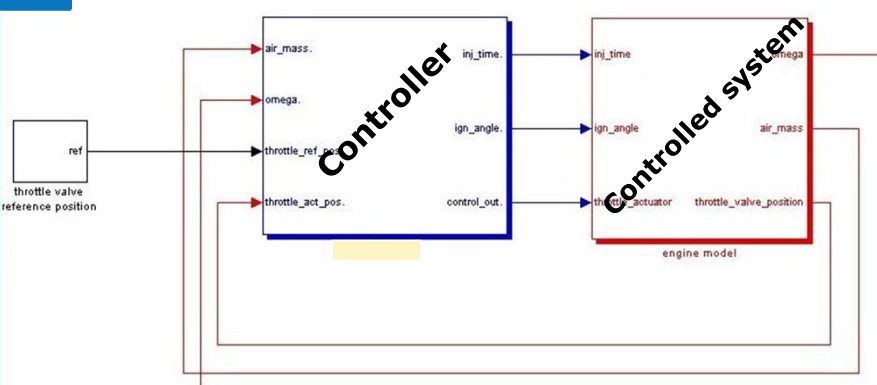 ref
throttle valve
reference position
air_mass.
omega.
throttle_ref_pos.
throttle_act_pos.
Controller
inj_time.
ign_angle.
control_out.
inj_time
ign_angle
throttle_actuator
Controlled system
omega
air_mass
throttle_valve_position
engine model